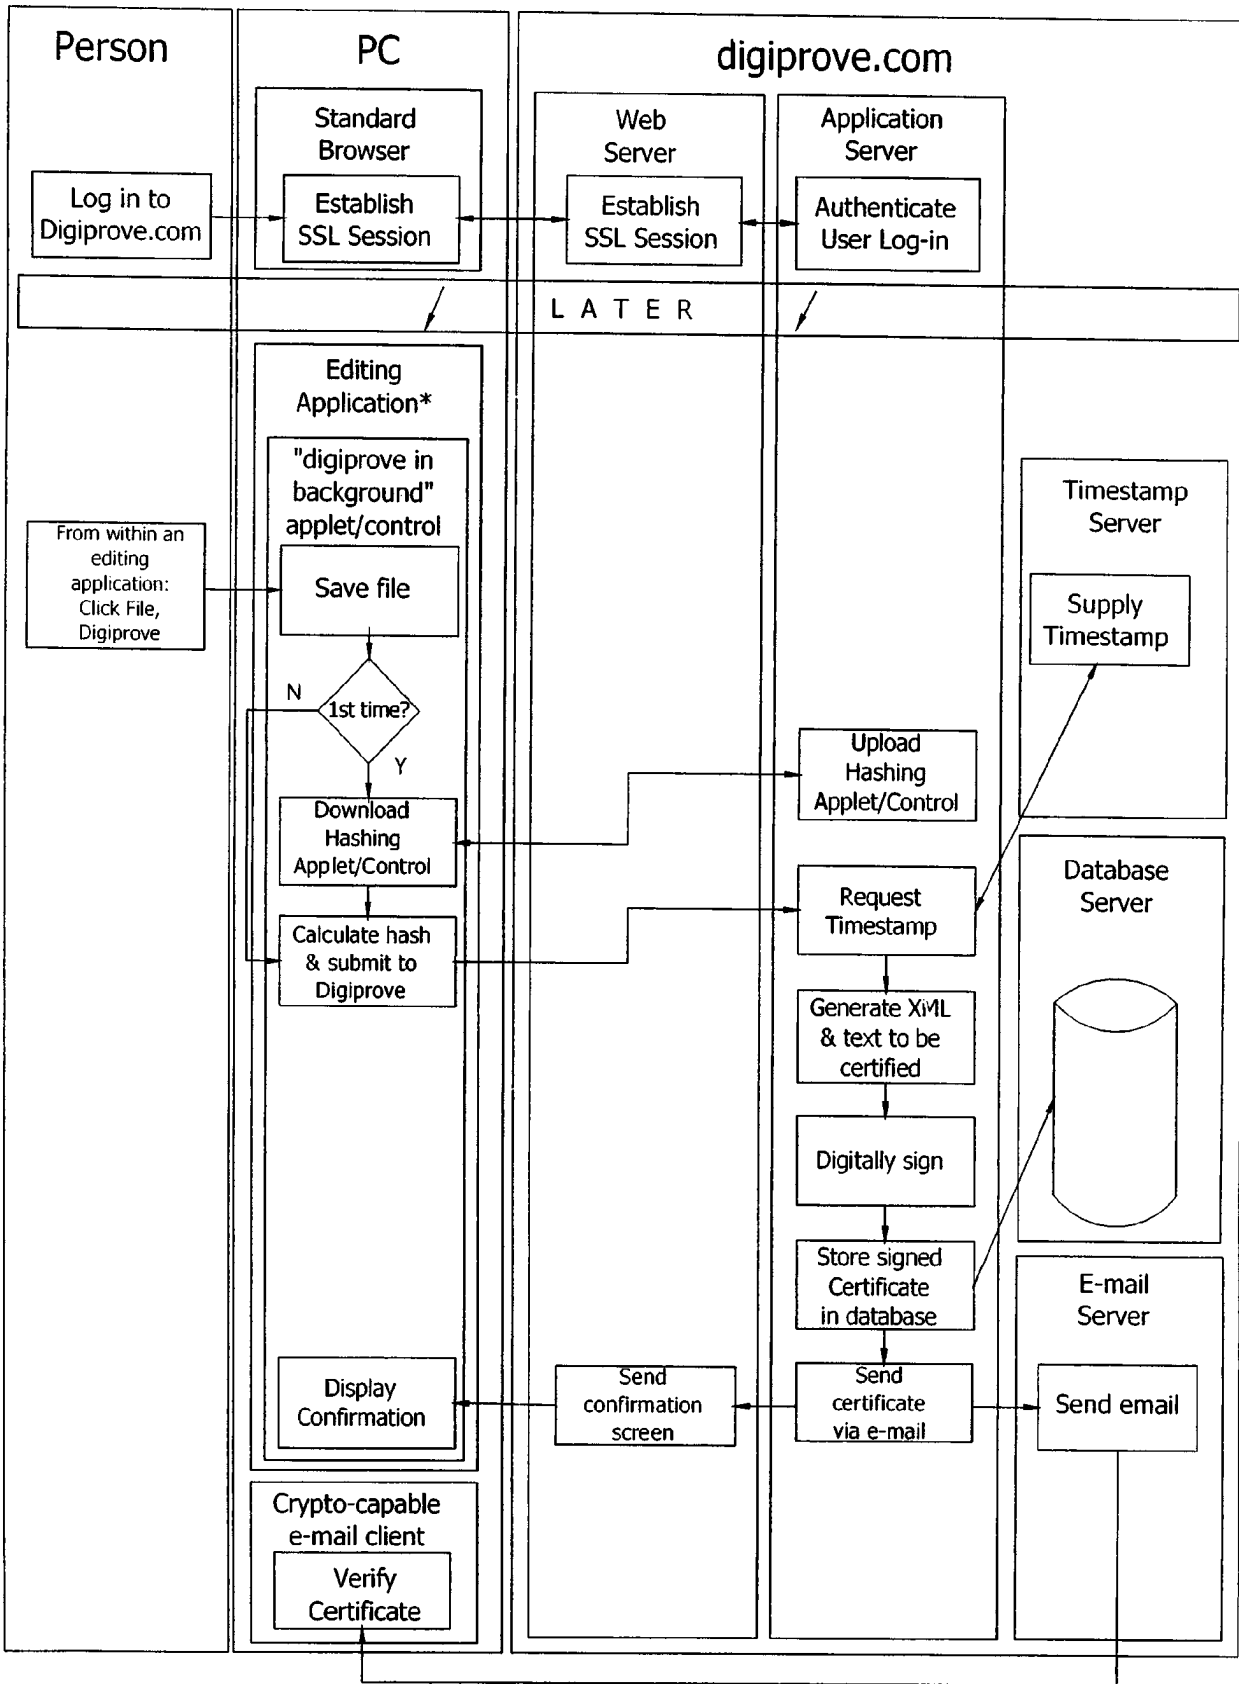 Person
PC
digiprove.com
Standard
Browser
Web
Server
Application
Server
Log in to
Digiprove.com
Establish
SSL Session
Establish
SSL Session
Authenticate
User Log-in
L A T E R
Editing
Application*
"digiprove in
background"
applet/control
Timestamp
Server
From within an
editing
application:
Click File,
Digiprove
Save file
Supply
Timestamp
N
1st time?
Y
Upload
Hashing
Applet/Control
Download
Hashing
Applet/Control
Database
Server
Request
Timestamp
Calculate hash
& submit to
Digiprove
Generate XML
& text to be
certified
Digitally sign
Store signed
Certificate
in database
E-mail
Server
Display
Confirmation
Send
confirmation
screen
Send
certificate
via e-mail
Send email
Crypto-capable
e-mail client
Verify
Certificate